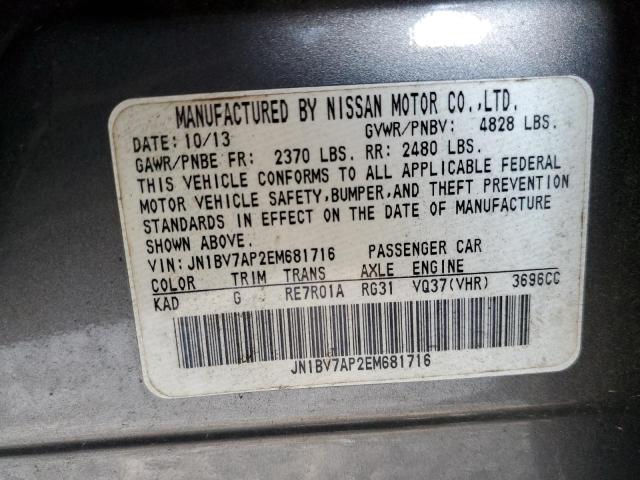 MANUFACTURED BY NISSAN MOTOR CO.,LTD.
DATE: 10/13 GVWR/PNBV: 4828 LBS.
GAWR/PNBE FR: 2370 LBS. RR: 2480 LBS.
THIS VEHICLE CONFORMS TO ALL APPLICABLE FEDERAL
MOTOR VEHICLE SAFETY,BUMPER,AND THEFT PREVENTION
STANDARDS IN EFFECT ON THE DATE OF MANUFACTURE
SHOWN ABOVE.
VIN: JN1BV7AP2EM681716 PASSENGER CAR
COLOR TRIM TRANS AXLE ENGINE
KAD G RE7R01A RG31 VQ37(VHR) 3696CC
JN1BV7AP2EM681716